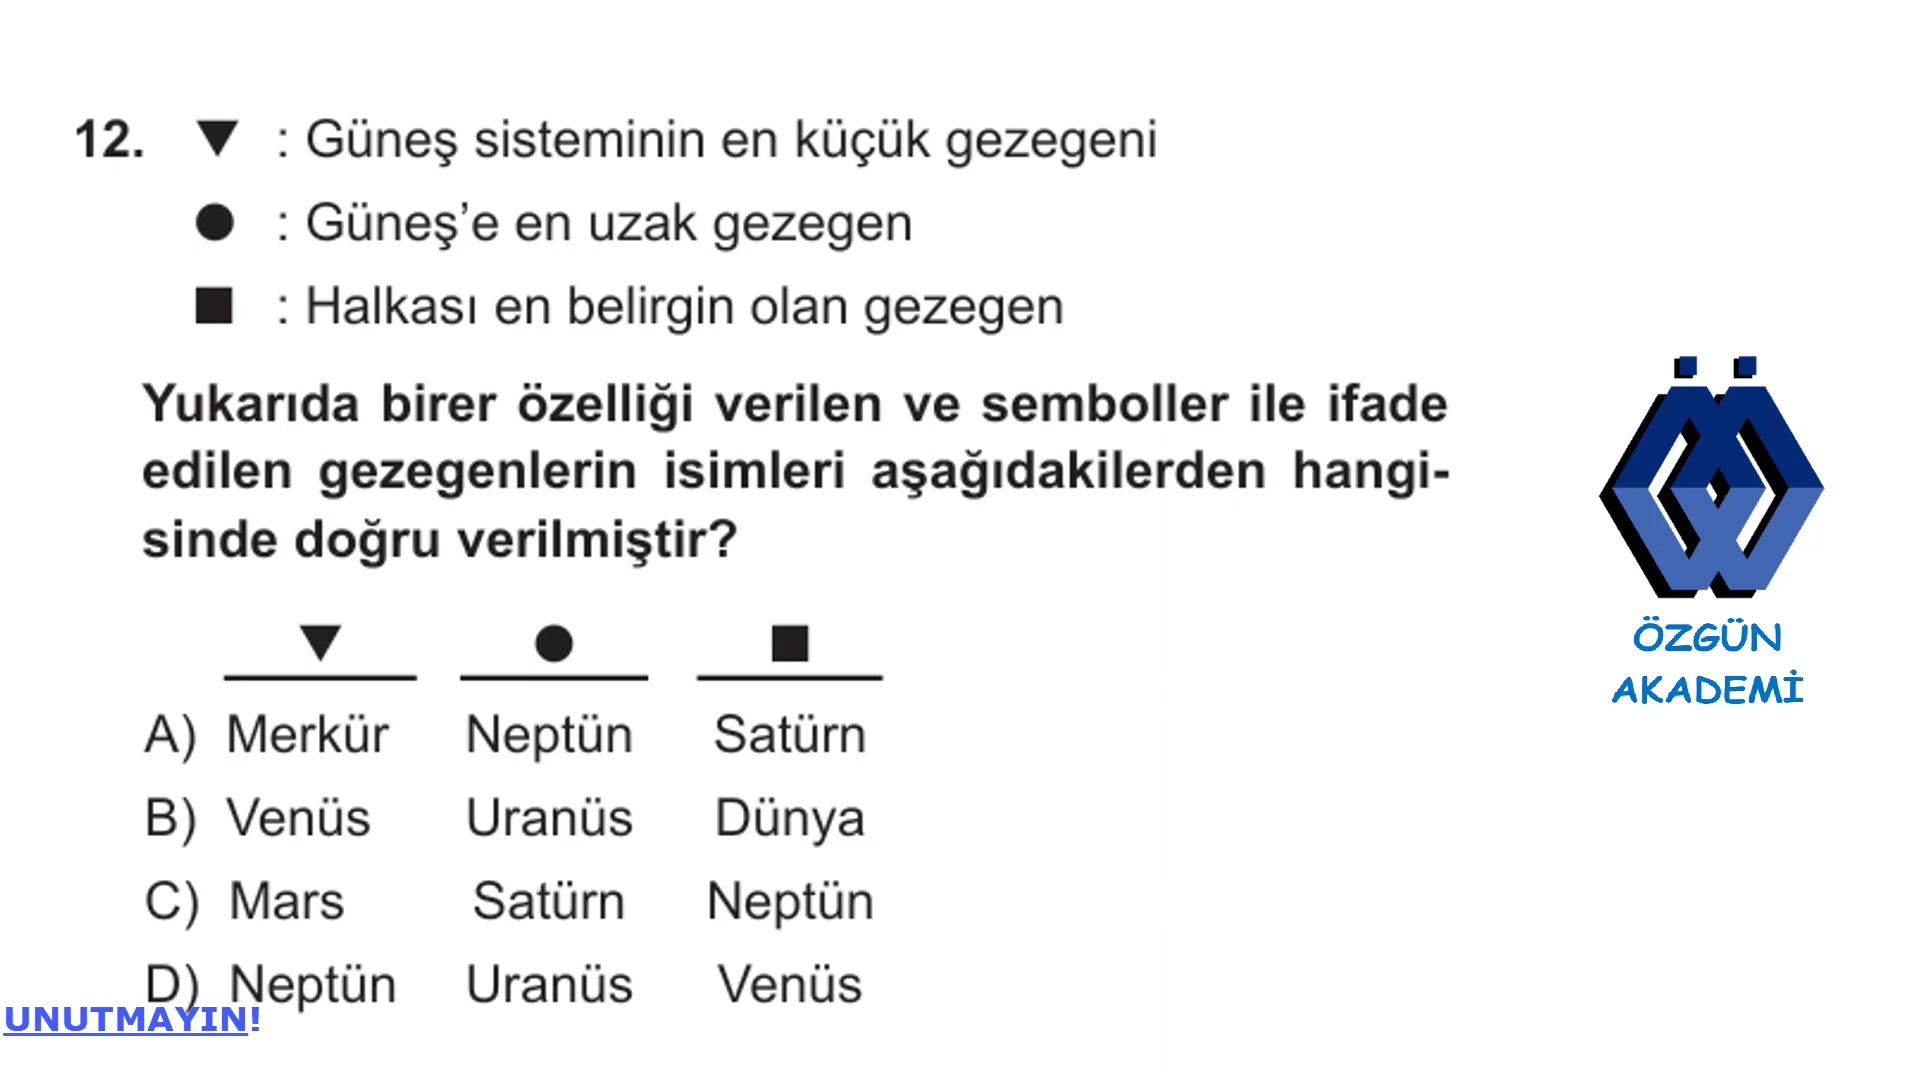 12. ▼ : Güneş sisteminin en küçük gezegeni
● : Güneş’e en uzak gezegen
■ : Halkası en belirgin olan gezegen
Yukarıda birer özelliği verilen ve semboller ile ifade
edilen gezegenlerin isimleri aşağıdakilerden hangi-
sinde doğru verilmiştir?
▼ ● ■
A) Merkür Neptün Satürn
B) Venüs Uranüs Dünya
C) Mars Satürn Neptün
D) Neptün Uranüs Venüs
UNUTMAYIN!
ÖZGÜN
AKADEMİ